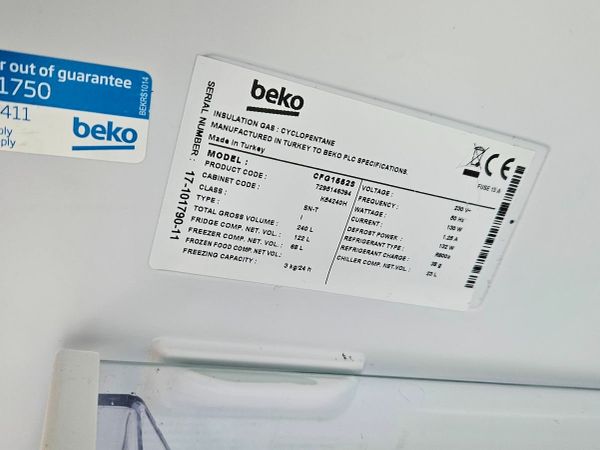 r out of guarantee
1750
411
ply
pply
beko
BEKRS1014
beko
INSULATION GAS : CYCLOPENTANE
MANUFACTURED IN TURKEY TO BEKO PLC SPECIFICATIONS.
Made in Turkey
SERIAL NUMBER: 17-101790-11
MODEL : CFG1552S
PRODUCT CODE : 7295146394
CABINET CODE : K54240H
CLASS : SN-T
TYPE : I
TOTAL GROSS VOLUME : 240 L
FRIDGE COMP. NET. VOL. : 122 L
FREEZER COMP. NET. VOL. : 68 L
FROZEN FOOD COMP. NET VOL. :
FREEZING CAPACITY : 3 kg/24 h
VOLTAGE : 230 V~
FREQUENCY : 50 HZ
WATTAGE : 130 W
CURRENT : 1.25 A
DEFROST POWER : 132 W
REFRIGERANT TYPE : R600a
REFRIGERANT CHARGE :
CHILLER COMP. NET.VOL : 23 L
CE
FUSE 13 A